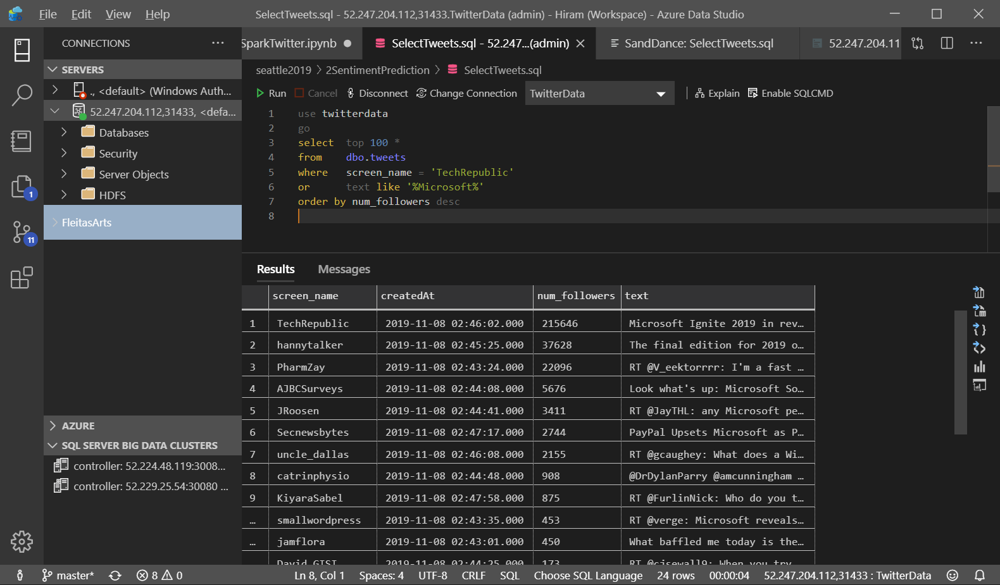 File Edit View Help SelectTweets.sql - 52.247.204.112,31433.TwitterData (admin) - Hiram (Workspace) - Azure Data Studio
CONNECTIONS ...
SparkTwitter.ipynb ●
SelectTweets.sql - 52.247...(admin)
SandDance: SelectTweets.sql
52.247.204.11
SERVERS
., <default> (Windows Auth...
52.247.204.112,31433, <defa...
Databases
Security
Server Objects
HDFS
FleitasArts
AZURE
SQL SERVER BIG DATA CLUSTERS
controller: 52.224.48.119:3008...
controller: 52.229.25.54:30080 ...
1
11
seattle2019 > 2SentimentPrediction > SelectTweets.sql
Run Cancel Disconnect Change Connection TwitterData Explain Enable SQLCMD
1 use twitterdata
2 go
3 select top 100 *
4 from dbo.tweets
5 where screen_name = 'TechRepublic'
6 or text like '%Microsoft%'
7 order by num_followers desc
8
Results Messages
screen_name createdAt num_followers text
1 TechRepublic 2019-11-08 02:46:02.000 215646 Microsoft Ignite 2019 in rev...
2 hannytalker 2019-11-08 02:45:25.000 37628 The final edition for 2019 o...
3 PharmZay 2019-11-08 02:43:24.000 22096 RT @V_eektorrrr: I'm a fast ...
4 AJBCSurveys 2019-11-08 02:44:08.000 5676 Look what's up: Microsoft So...
5 JRoosen 2019-11-08 02:44:41.000 3411 RT @JayTHL: any Microsoft pe...
6 Secnewsbytes 2019-11-08 02:47:17.000 2744 PayPal Upsets Microsoft as P...
7 uncle_dallas 2019-11-08 02:46:08.000 2155 RT @gcaughey: What does a Wi...
8 catrinphysio 2019-11-08 02:44:48.000 908 @DrDylanParry @amcunningham ...
9 KiyaraSabel 2019-11-08 02:47:58.000 875 RT @FurlinNick: Who do you t...
... smallwordpress 2019-11-08 02:43:35.000 453 RT @verge: Microsoft reveals...
... jamflora 2019-11-08 02:43:01.000 450 What baffled me today is the...
David_GISI 2019-11-08 02:44:25.000 173 RT @cisewall9: When you try
master* 8 0 Ln 8, Col 1 Spaces: 4 UTF-8 CRLF SQL Choose SQL Language 24 rows 00:00:04 52.247.204.112,31433 : TwitterData